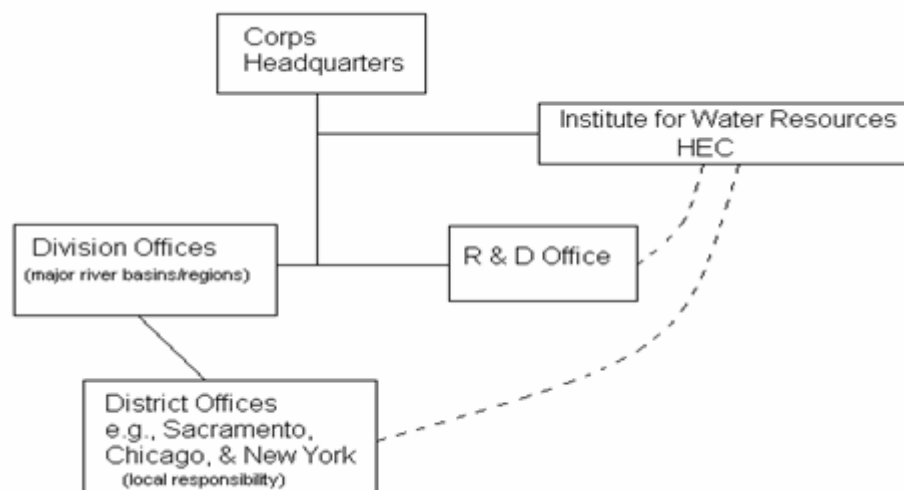 Corps
Headquarters
Institute for Water Resources
HEC
Division Offices
(major river basins/regions)
R & D Office
District Offices
e.g., Sacramento,
Chicago, & New York
(local responsibility)